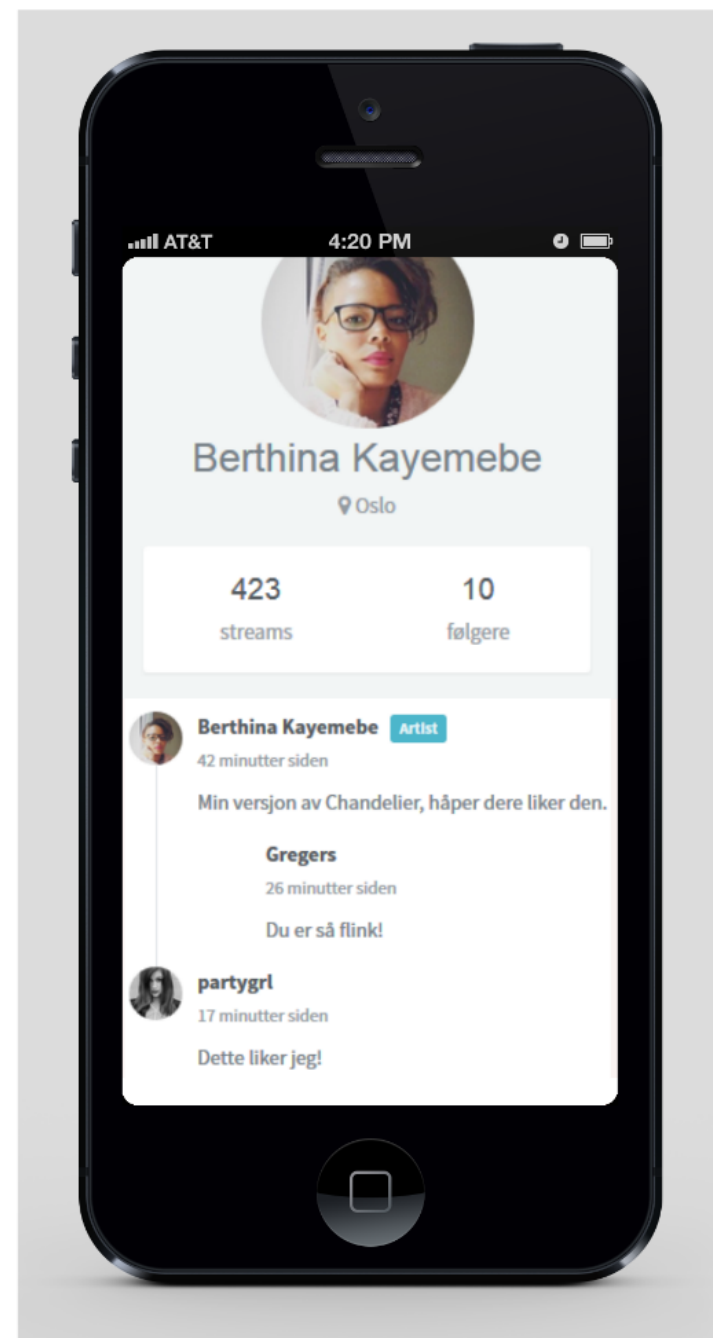 AT&T 4:20 PM
Berthina Kayemebe
Oslo
423 10
streams følgere
Berthina Kayemebe Artist
42 minutter siden
Min versjon av Chandelier, håper dere liker den.
Gregers
26 minutter siden
Du er så flink!
partygrl
17 minutter siden
Dette liker jeg!